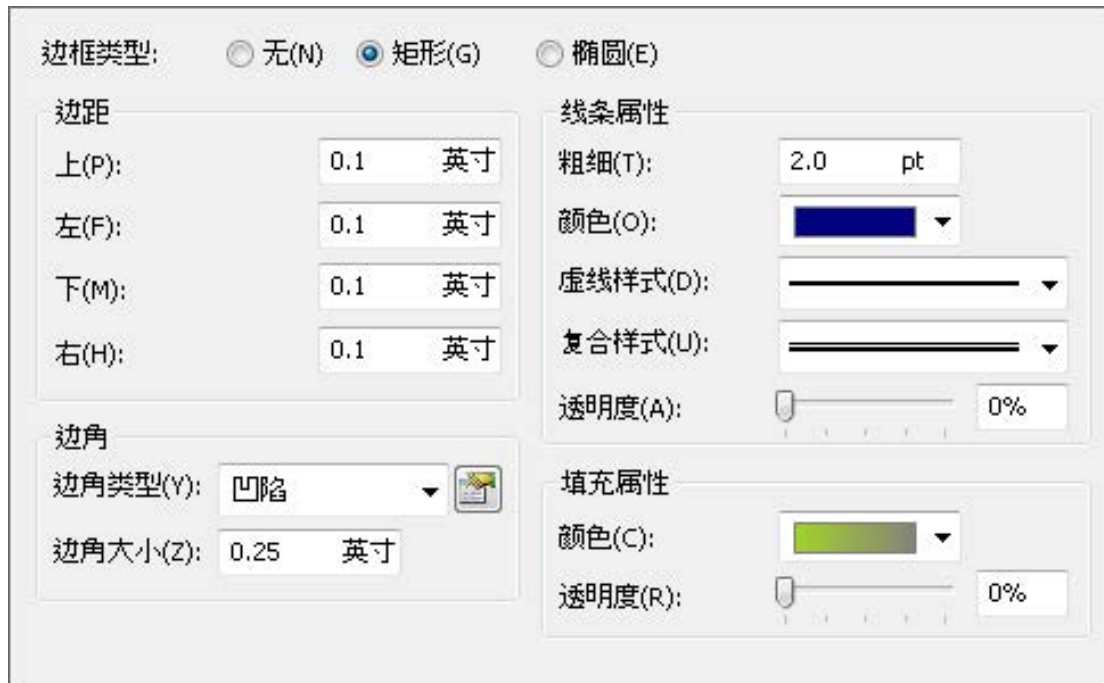 边框类型: 无(N) 矩形(G) 椭圆(E)
边距
上(P): 0.1 英寸
左(F): 0.1 英寸
下(M): 0.1 英寸
右(H): 0.1 英寸
边角
边角类型(Y): 凹陷
边角大小(Z): 0.25 英寸
线条属性
粗细(T): 2.0 pt
颜色(O):
虚线样式(D):
复合样式(U):
透明度(A): 0%
填充属性
颜色(C):
透明度(R): 0%